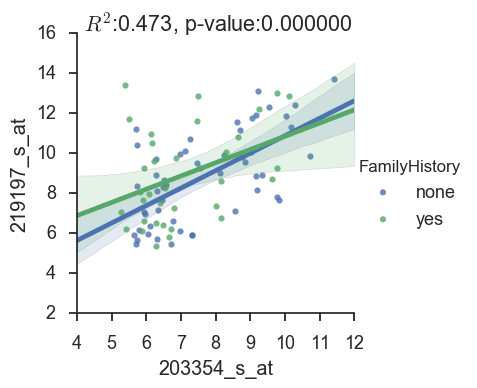 R²:0.473, p-value:0.000000
16
14
12
10
8
6
4
2
219197_s_at
4 5 6 7 8 9 10 11 12
203354_s_at
FamilyHistory
none
yes